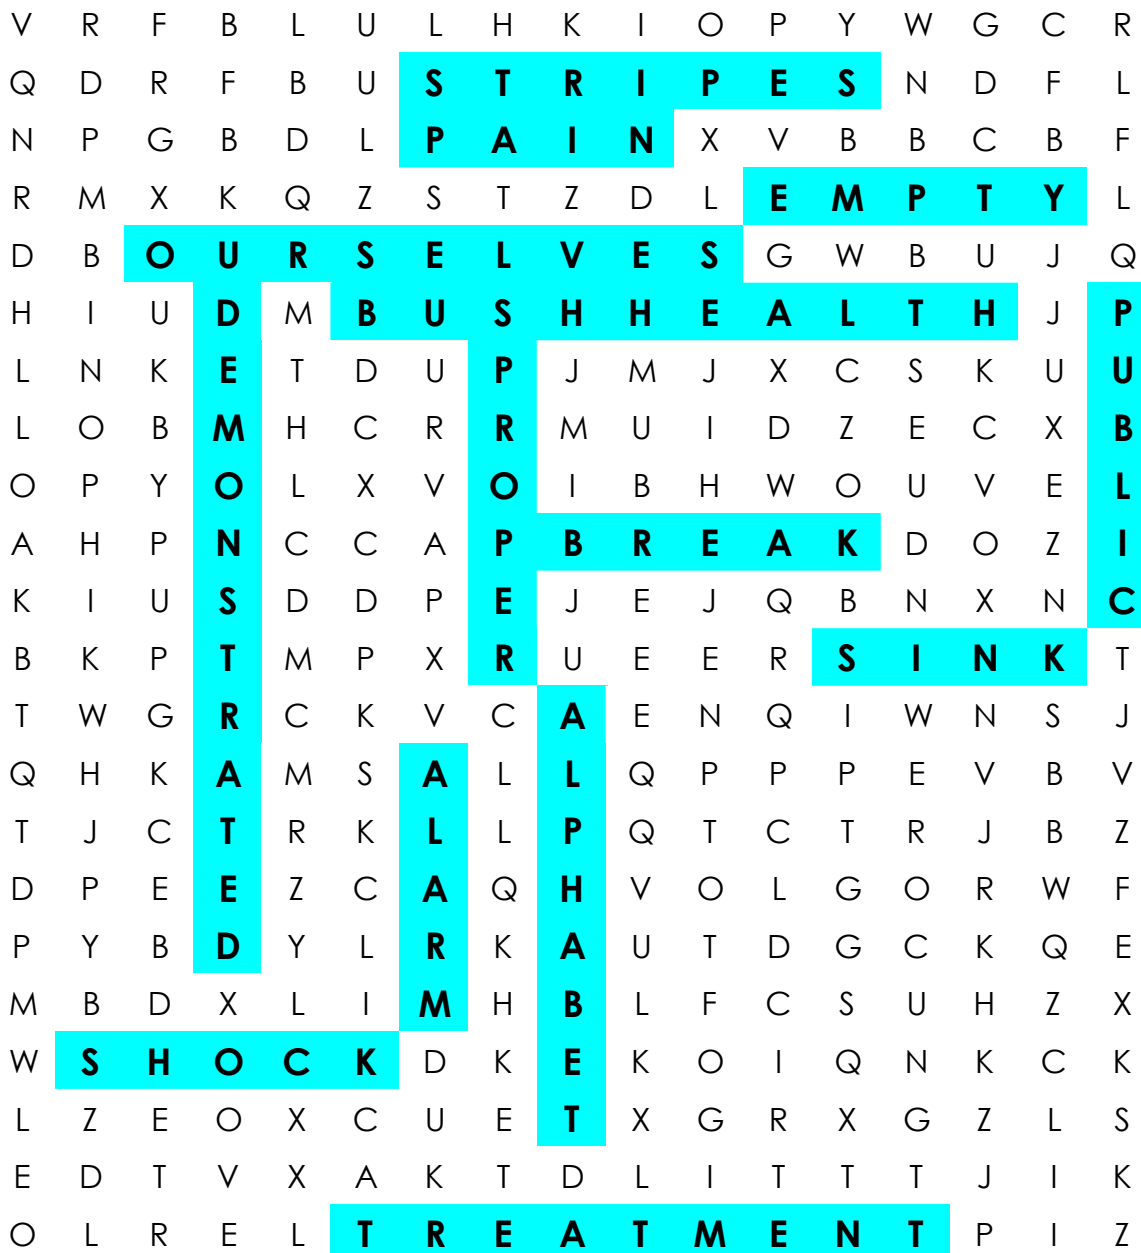 V R F B L U L H K I O P Y W G C R
Q D R F B U S T R I P E S N D F L
N P G B D L P A I N X V B B C B F
R M X K Q Z S T Z D L E M P T Y L
D B O U R S E L V E S G W B U J Q
H I U D M B U S H H E A L T H J P
L N K E T D U P J M J X C S K U U
L O B M H C R R M U I D Z E C X B
O P Y O L X V O I B H W O U V E L
A H P N C C A P B R E A K D O Z I
K I U S D D P E J E J Q B N X N C
B K P T M P X R U E E R S I N K T
T W G R C K V C A E N Q I W N S J
Q H K A M S A L L Q P P P E V B V
T J C T R K L L P Q T C T R J B Z
D P E E Z C A Q H V O L G O R W F
P Y B D Y L R K A U T D G C K Q E
M B D X L I M H B L F C S U H Z X
W S H O C K D K E K O I Q N K C K
L Z E O X C U E T X G R X G Z L S
E D T V X A K T D L I T T T J I K
O L R E L T R E A T M E N T P I Z